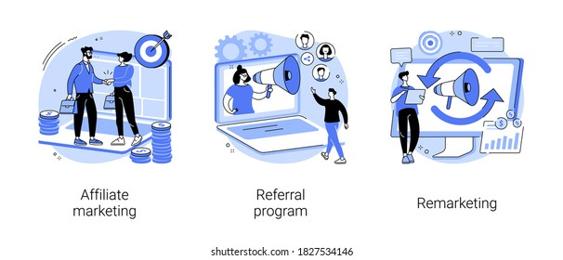 Affiliate
marketing
Referral
program
Remarketing
shutterstock.com · 1827534146